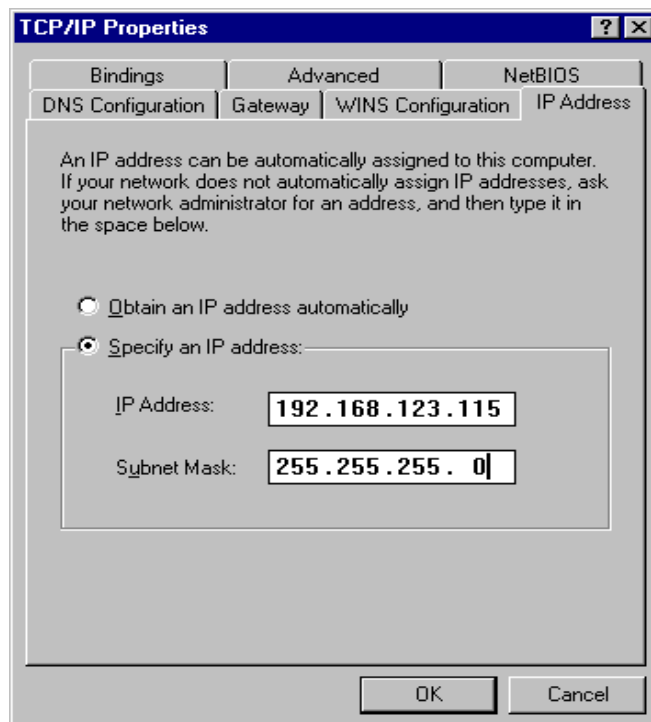 TCP/IP Properties
? X
Bindings Advanced NetBIOS
DNS Configuration Gateway WINS Configuration IP Address
An IP address can be automatically assigned to this computer.
If your network does not automatically assign IP addresses, ask
your network administrator for an address, and then type it in
the space below.
Obtain an IP address automatically
Specify an IP address:
IP Address: 192.168.123.115
Subnet Mask: 255.255.255. 0
OK Cancel